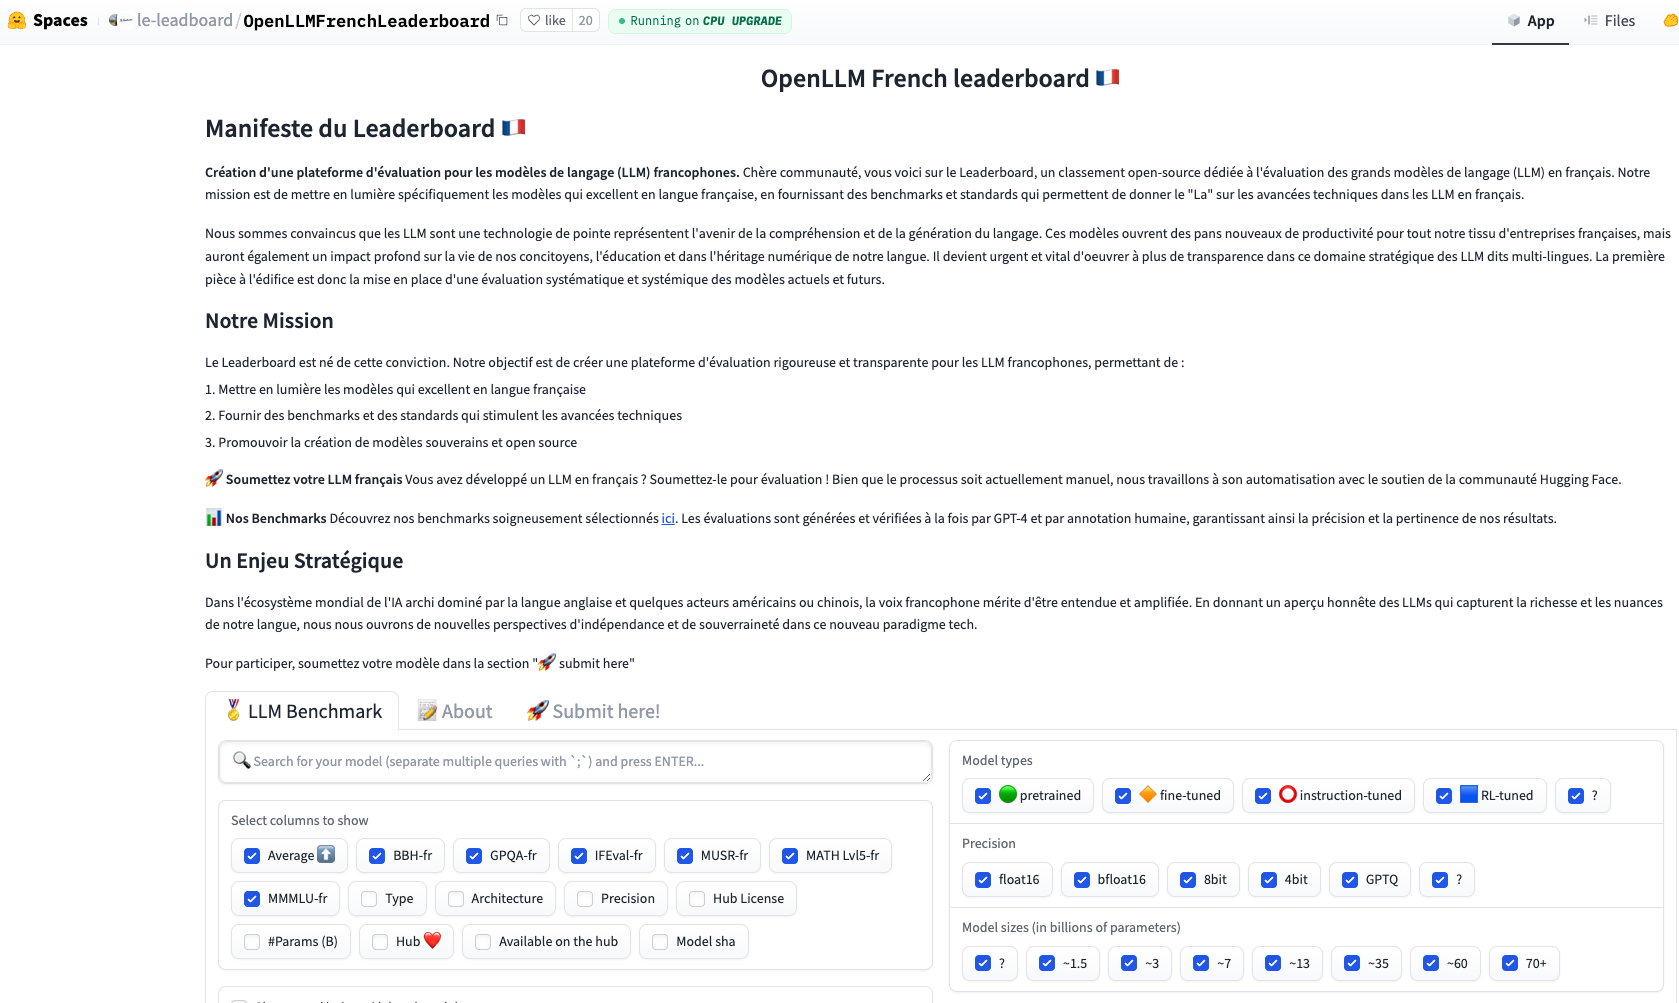 Spaces le-leadboard/OpenLLMFrenchLeaderboard like 20 Running on CPU UPGRADE App Files
OpenLLM French leaderboard
Manifeste du Leaderboard
Création d'une plateforme d'évaluation pour les modèles de langage (LLM) francophones. Chère communauté, vous voici sur le Leaderboard, un classement open-source dédiée à l'évaluation des grands modèles de langage (LLM) en français. Notre
mission est de mettre en lumière spécifiquement les modèles qui excellent en langue française, en fournissant des benchmarks et standards qui permettent de donner le "La" sur les avancées techniques dans les LLM en français.
Nous sommes convaincus que les LLM sont une technologie de pointe représentent l'avenir de la compréhension et de la génération du langage. Ces modèles ouvrent des pans nouveaux de productivité pour tout notre tissu d'entreprises françaises, mais
auront également un impact profond sur la vie de nos concitoyens, l'éducation et dans l'héritage numérique de notre langue. Il devient urgent et vital d'oeuvrer à plus de transparence dans ce domaine stratégique des LLM dits multi-lingues. La première
pièce à l'édifice est donc la mise en place d'une évaluation systématique et systémique des modèles actuels et futurs.
Notre Mission
Le Leaderboard est né de cette conviction. Notre objectif est de créer une plateforme d'évaluation rigoureuse et transparente pour les LLM francophones, permettant de :
1. Mettre en lumière les modèles qui excellent en langue française
2. Fournir des benchmarks et des standards qui stimulent les avancées techniques
3. Promouvoir la création de modèles souverains et open source
🚀 Soumettez votre LLM français Vous avez développé un LLM en français ? Soumettez-le pour évaluation ! Bien que le processus soit actuellement manuel, nous travaillons à son automatisation avec le soutien de la communauté Hugging Face.
📊 Nos Benchmarks Découvrez nos benchmarks soigneusement sélectionnés ici. Les évaluations sont générées et vérifiées à la fois par GPT-4 et par annotation humaine, garantissant ainsi la précision et la pertinence de nos résultats.
Un Enjeu Stratégique
Dans l'écosystème mondial de l'IA archi dominé par la langue anglaise et quelques acteurs américains ou chinois, la voix francophone mérite d'être entendue et amplifiée. En donnant un aperçu honnête des LLMs qui capturent la richesse et les nuances
de notre langue, nous nous ouvrons de nouvelles perspectives d'indépendance et de souverraineté dans ce nouveau paradigme tech.
Pour participer, soumettez votre modèle dans la section "🚀 submit here"
🏅 LLM Benchmark 📝 About 🚀 Submit here!
🔍 Search for your model (separate multiple queries with `;`) and press ENTER...
Select columns to show
Average ⬆️ BBH-fr GPQA-fr IFEval-fr MUSR-fr MATH Lvl5-fr
MMMLU-fr Type Architecture Precision Hub License
#Params (B) Hub ❤️ Available on the hub Model sha
Model types
pretrained fine-tuned instruction-tuned RL-tuned ?
Precision
float16 bfloat16 8bit 4bit GPTQ ?
Model sizes (in billions of parameters)
? ~1.5 ~3 ~7 ~13 ~35 ~60 70+